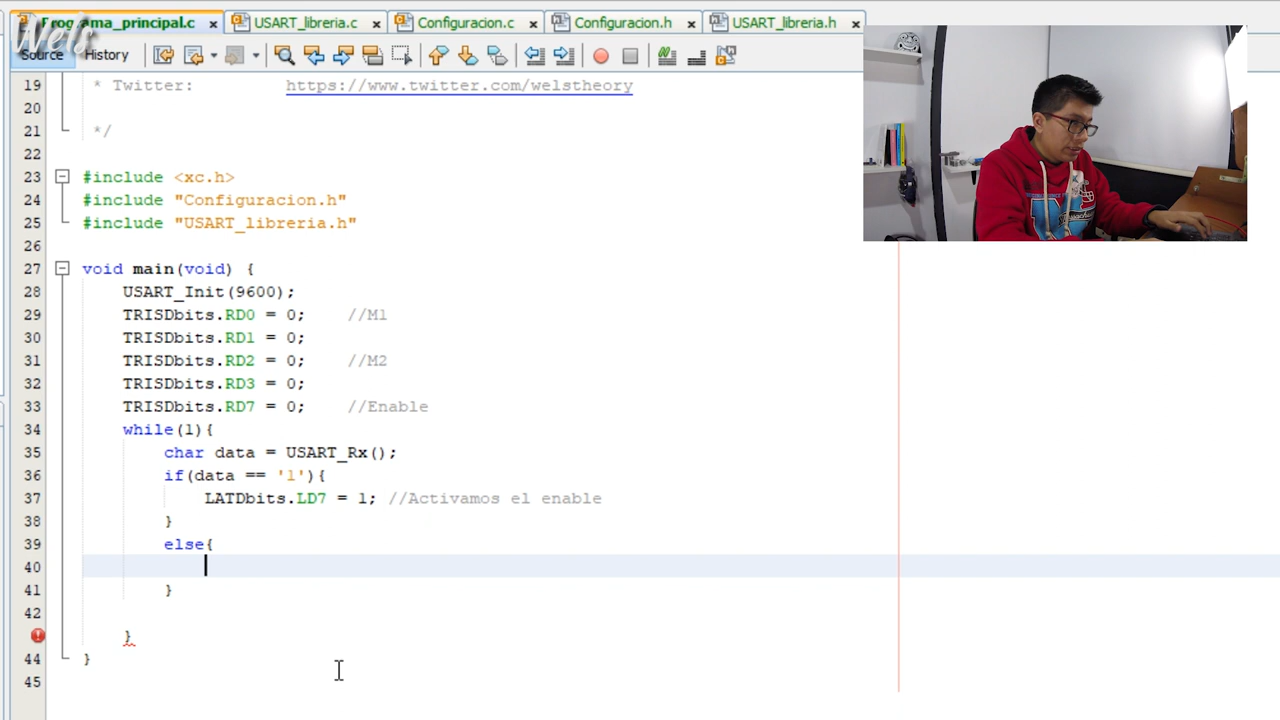 Programa_principal.c
USART_libreria.c
Configuracion.c
Configuracion.h
USART_libreria.h
Wels
Source
History
19 * Twitter: https://www.twitter.com/welstheory
20
21 */
22
23 #include <xc.h>
24 #include "Configuracion.h"
25 #include "USART_libreria.h"
26
27 void main(void) {
28 USART_Init(9600);
29 TRISDbits.RD0 = 0; //M1
30 TRISDbits.RD1 = 0;
31 TRISDbits.RD2 = 0; //M2
32 TRISDbits.RD3 = 0;
33 TRISDbits.RD7 = 0; //Enable
34 while(1){
35 char data = USART_Rx();
36 if(data == '1'){
37 LATDbits.LD7 = 1; //Activamos el enable
38 }
39 else{
40
41 }
42
}
44 }
45